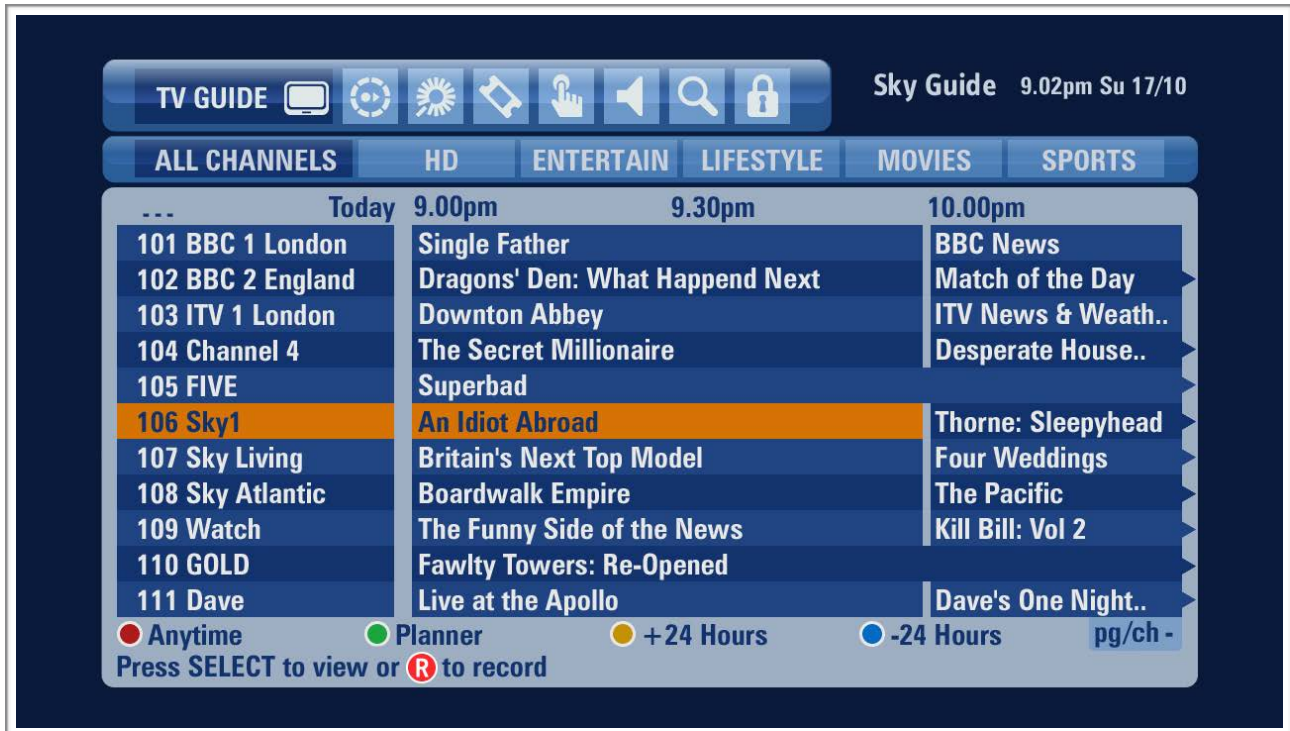 TV GUIDE
Sky Guide 9.02pm Su 17/10
ALL CHANNELS HD ENTERTAIN LIFESTYLE MOVIES SPORTS
... Today 9.00pm 9.30pm 10.00pm
101 BBC 1 London Single Father BBC News
102 BBC 2 England Dragons' Den: What Happend Next Match of the Day
103 ITV 1 London Downton Abbey ITV News & Weath..
104 Channel 4 The Secret Millionaire Desperate House..
105 FIVE Superbad
106 Sky1 An Idiot Abroad Thorne: Sleepyhead
107 Sky Living Britain's Next Top Model Four Weddings
108 Sky Atlantic Boardwalk Empire The Pacific
109 Watch The Funny Side of the News Kill Bill: Vol 2
110 GOLD Fawlty Towers: Re-Opened
111 Dave Live at the Apollo Dave's One Night..
Anytime Planner +24 Hours -24 Hours pg/ch -
Press SELECT to view or R to record